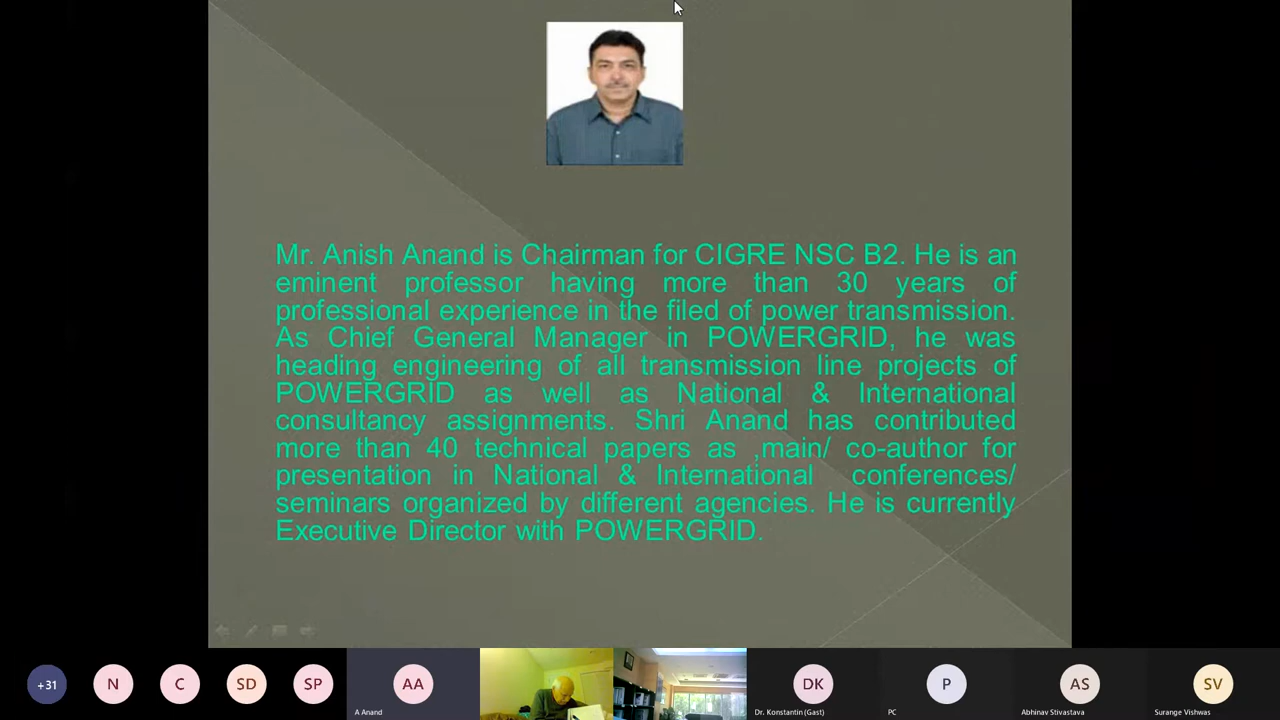 Mr. Anish Anand is Chairman for CIGRE NSC B2. He is an
eminent professor having more than 30 years of
professional experience in the filed of power transmission.
As Chief General Manager in POWERGRID, he was
heading engineering of all transmission line projects of
POWERGRID as well as National & International
consultancy assignments. Shri Anand has contributed
more than 40 technical papers as ,main/ co-author for
presentation in National & International conferences/
seminars organized by different agencies. He is currently
Executive Director with POWERGRID.
+31
N
C
SD
SP
AA
DK
P
AS
SV
A Anand
Dr. Konstantin (Gast)
PC
Abhinav Stivastava
Surange Vishwas